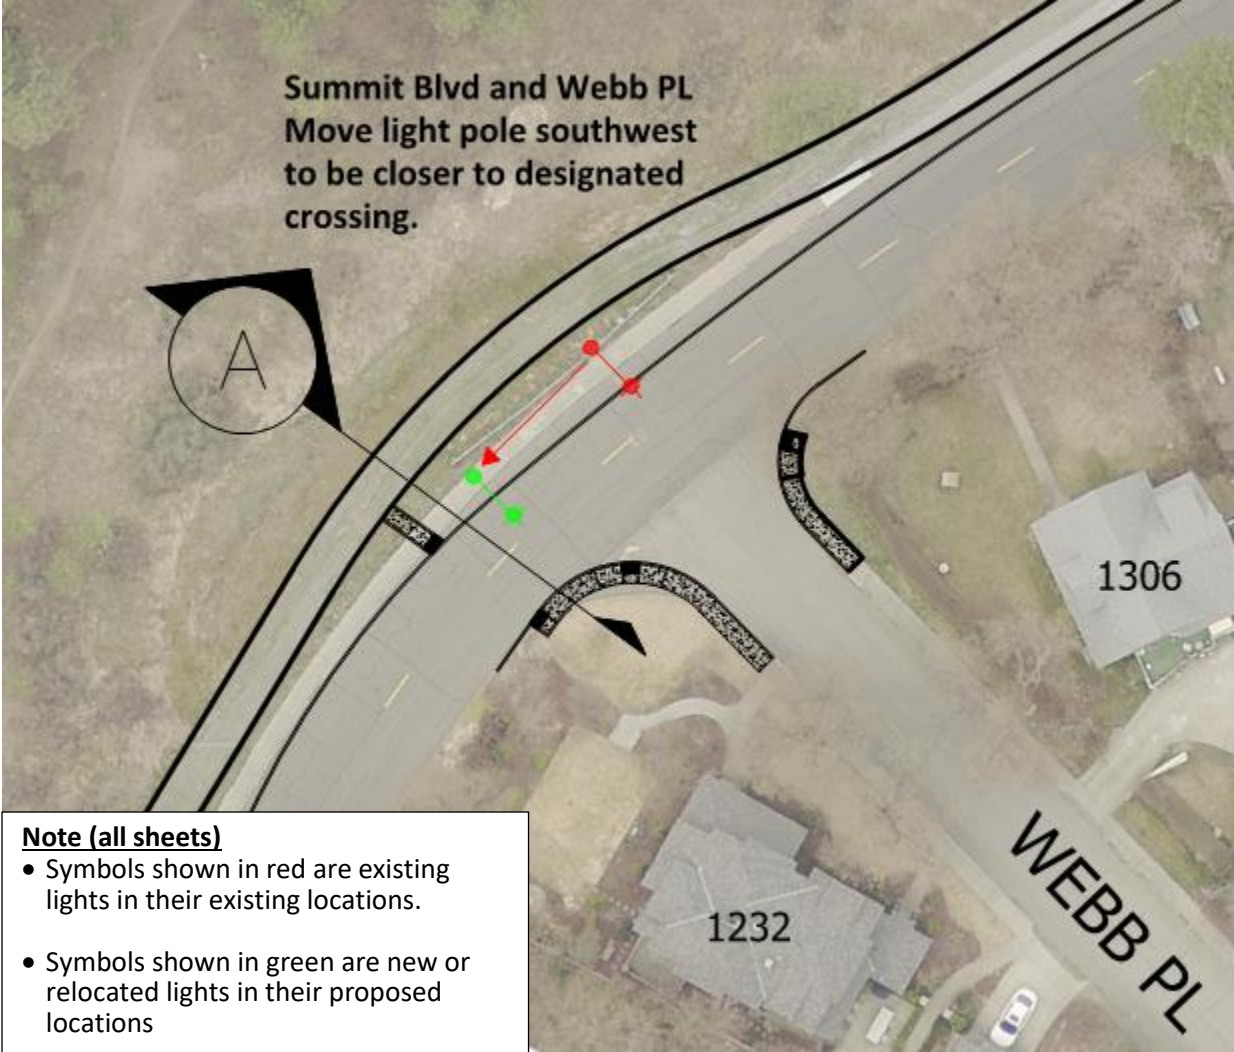 Summit Blvd and Webb PL
Move light pole southwest
to be closer to designated
crossing.
A
1306
1232
WEBB PL
Note (all sheets)
• Symbols shown in red are existing
lights in their existing locations.
• Symbols shown in green are new or
relocated lights in their proposed
locations